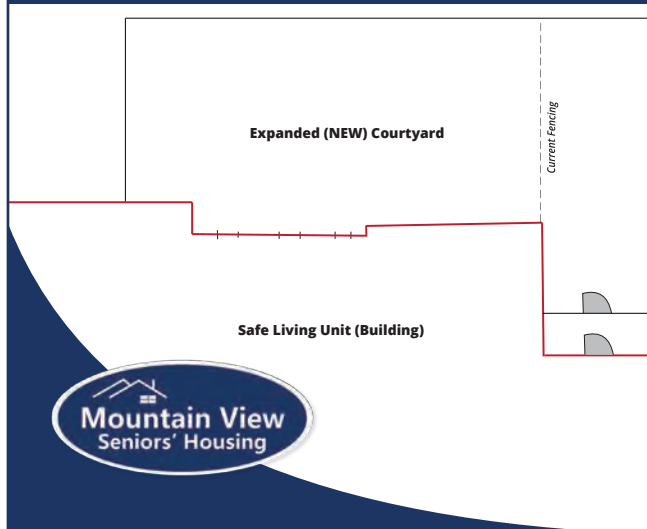 Expanded (NEW) Courtyard
Current Fencing
Safe Living Unit (Building)
Mountain View
Seniors' Housing